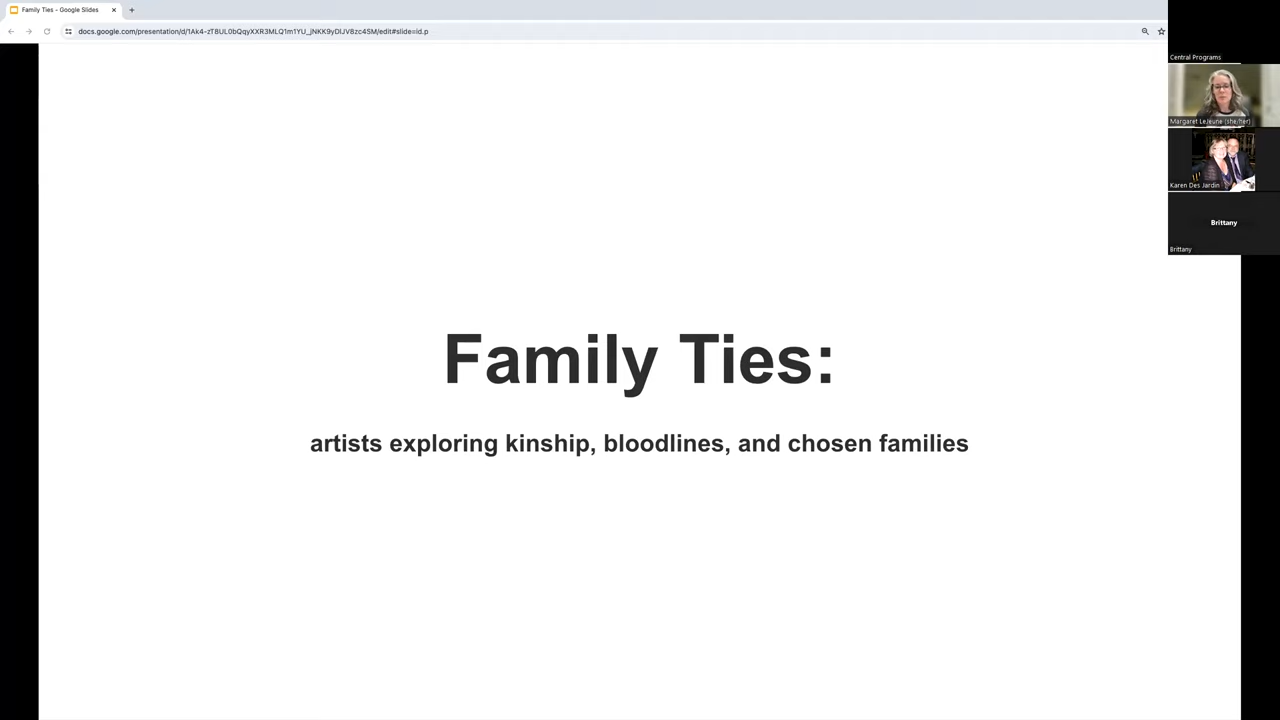 Family Ties - Google Slides
docs.google.com/presentation/d/1Ak4-zT8UL0bQqyXXR3MLQ1m1YU_jNKK9yDIJV8zc4SM/edit#slide=id.p
Central Programs
Margaret LeJeune (she/her)
Karen Des Jardin
Brittany
Brittany
Family Ties:
artists exploring kinship, bloodlines, and chosen families